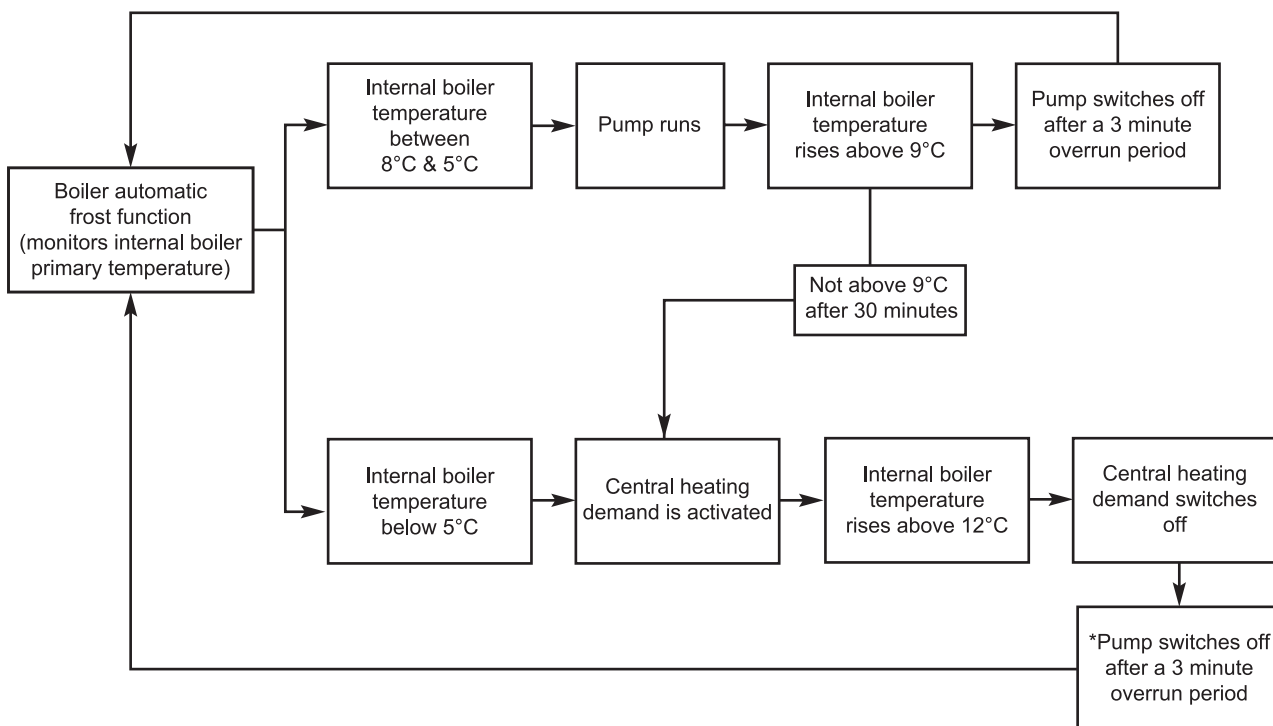 Boiler automatic
frost function
(monitors internal boiler
primary temperature)
Internal boiler
temperature
between
8°C & 5°C
Pump runs
Internal boiler
temperature
rises above 9°C
Pump switches off
after a 3 minute
overrun period
Not above 9°C
after 30 minutes
Internal boiler
temperature
below 5°C
Central heating
demand is activated
Internal boiler
temperature
rises above 12°C
Central heating
demand switches
off
*Pump switches off
after a 3 minute
overrun period